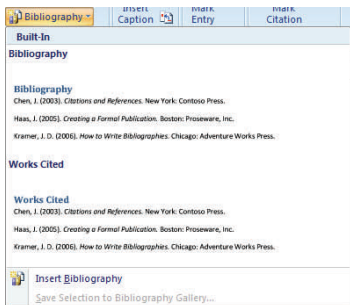 Bibliography Insert Mark Mark
Caption Entry Citation
Built-In
Bibliography
Bibliography
Chen, J. (2003). Citations and References. New York: Contoso Press.
Haas, J. (2005). Creating a Formal Publication. Boston: Proseware, Inc.
Kramer, J. D. (2006). How to Write Bibliographies. Chicago: Adventure Works Press.
Works Cited
Works Cited
Chen, J. (2003). Citations and References. New York: Contoso Press.
Haas, J. (2005). Creating a Formal Publication. Boston: Proseware, Inc.
Kramer, J. D. (2006). How to Write Bibliographies. Chicago: Adventure Works Press.
Insert Bibliography
Save Selection to Bibliography Gallery...